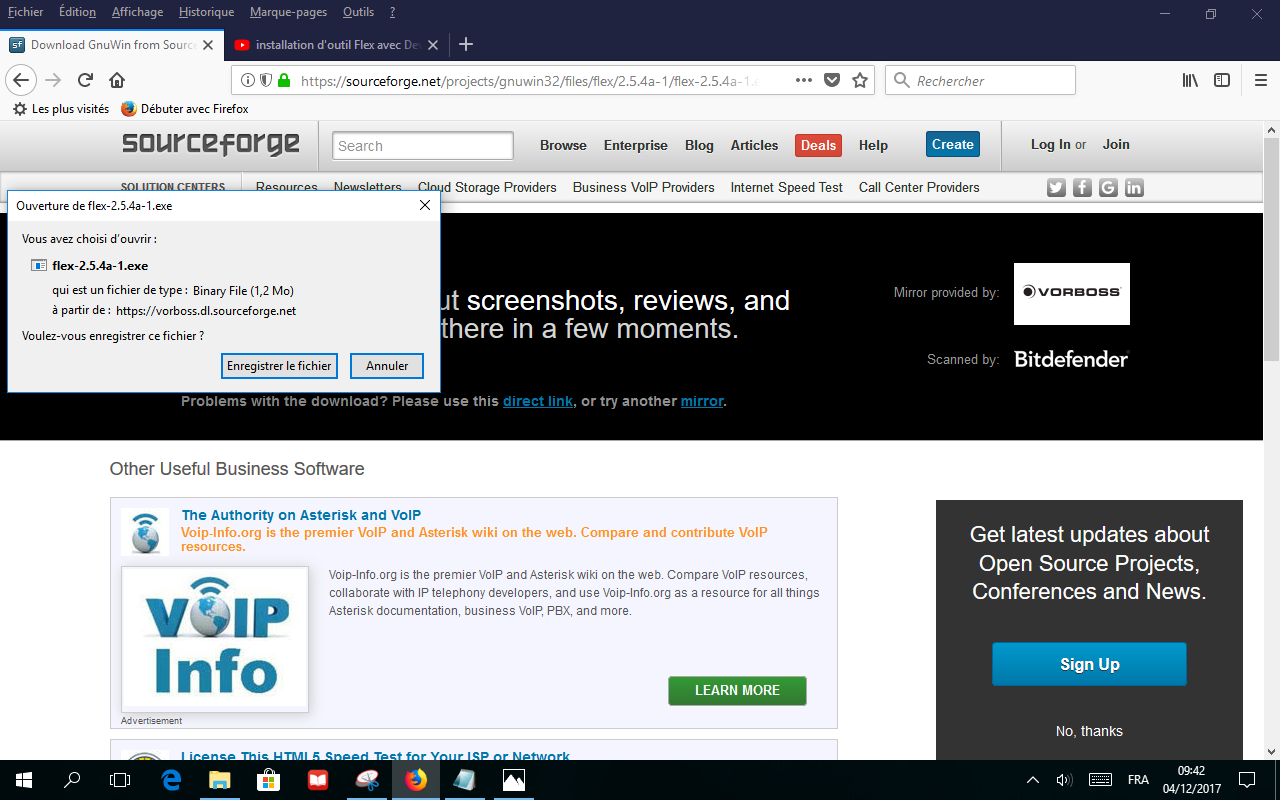 Fichier Édition Affichage Historique Marque-pages Outils ?
Download GnuWin from Source
installation d'outil Flex avec De
https://sourceforge.net/projects/gnuwin32/files/flex/2.5.4a-1/flex-2.5.4a-1.e
Rechercher
Les plus visités Débuter avec Firefox
sourceforge
Search
Browse Enterprise Blog Articles Deals Help Create Log In or Join
SOLUTION CENTERS Resources Newsletters Cloud Storage Providers Business VoIP Providers Internet Speed Test Call Center Providers
Ouverture de flex-2.5.4a-1.exe
Vous avez choisi d'ouvrir :
flex-2.5.4a-1.exe
qui est un fichier de type : Binary File (1,2 Mo)
à partir de : https://vorboss.dl.sourceforge.net
Voulez-vous enregistrer ce fichier ?
Enregistrer le fichier Annuler
screenshots, reviews, and
there in a few moments.
Mirror provided by: VORBOSS
Scanned by: Bitdefender
Problems with the download? Please use this direct link, or try another mirror.
Other Useful Business Software
The Authority on Asterisk and VoIP
Voip-Info.org is the premier VoIP and Asterisk wiki on the web. Compare and contribute VoIP
resources.
VOIP
Info
Voip-Info.org is the premier VoIP and Asterisk wiki on the web. Compare VoIP resources,
collaborate with IP telephony developers, and use Voip-Info.org as a resource for all things
Asterisk documentation, business VoIP, PBX, and more.
LEARN MORE
Advertisement
License This HTML5 Speed Test for Your ISP or Network
Get latest updates about
Open Source Projects,
Conferences and News.
Sign Up
No, thanks
FRA
09:42
04/12/2017